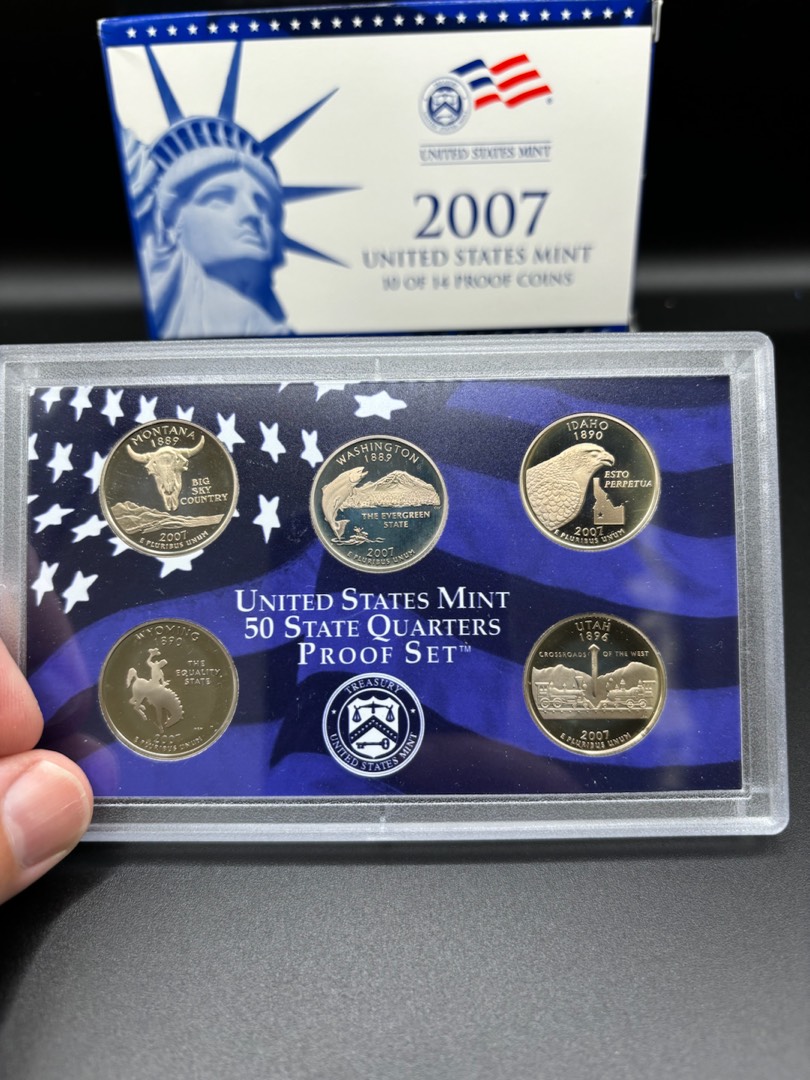 UNITED STATES MINT
2007
UNITED STATES MINT
10 OF 14 PROOF COINS
MONTANA
1889
BIG
SKY
COUNTRY
2007
E PLURIBUS UNUM
WASHINGTON
1889
THE EVERGREEN
STATE
2007
E PLURIBUS UNUM
IDAHO
1890
ESTO
PERPETUA
2007
E PLURIBUS UNUM
UNITED STATES MINT
50 STATE QUARTERS
PROOF SET™
WYOMING
1890
THE
EQUALITY
STATE
2007
E PLURIBUS UNUM
TREASURY
UNITED STATES MINT
UTAH
1896
CROSSROADS OF THE WEST
2007
E PLURIBUS UNUM